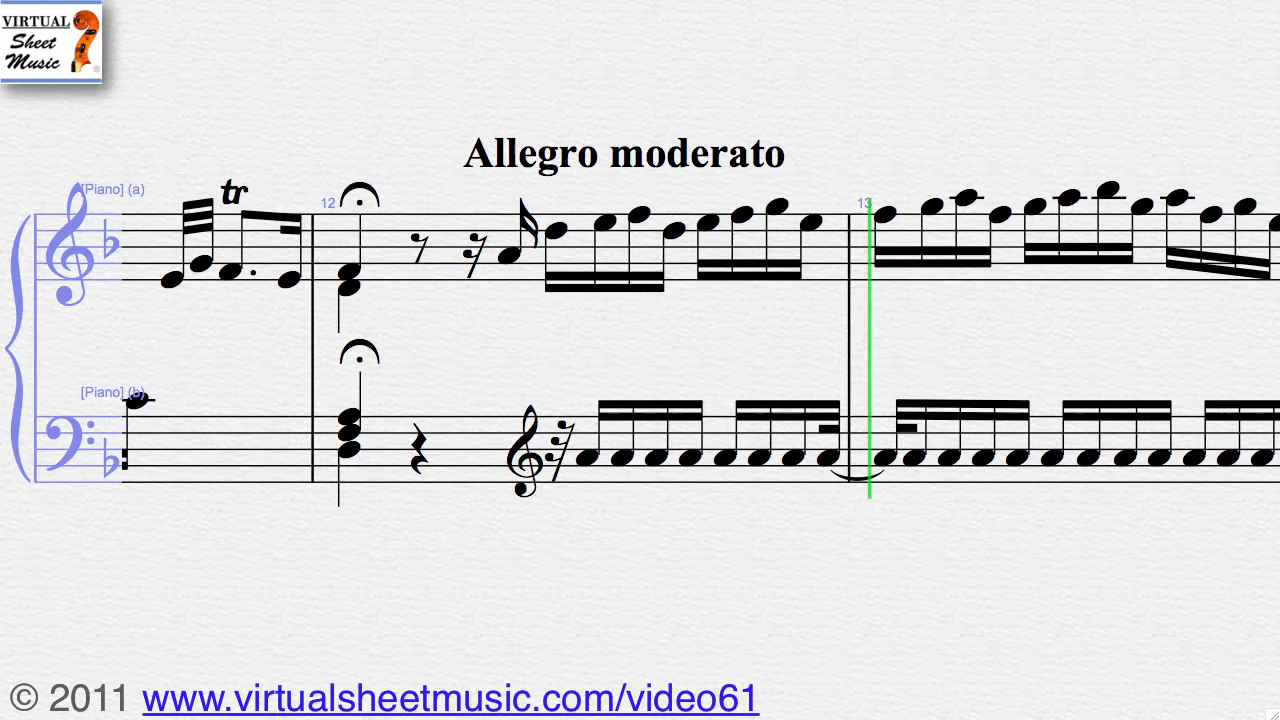 VIRTUAL
Sheet
Music
®
Allegro moderato
[Piano] (a)
tr
12
13
[Piano] (b)
© 2011 www.virtualsheetmusic.com/video61